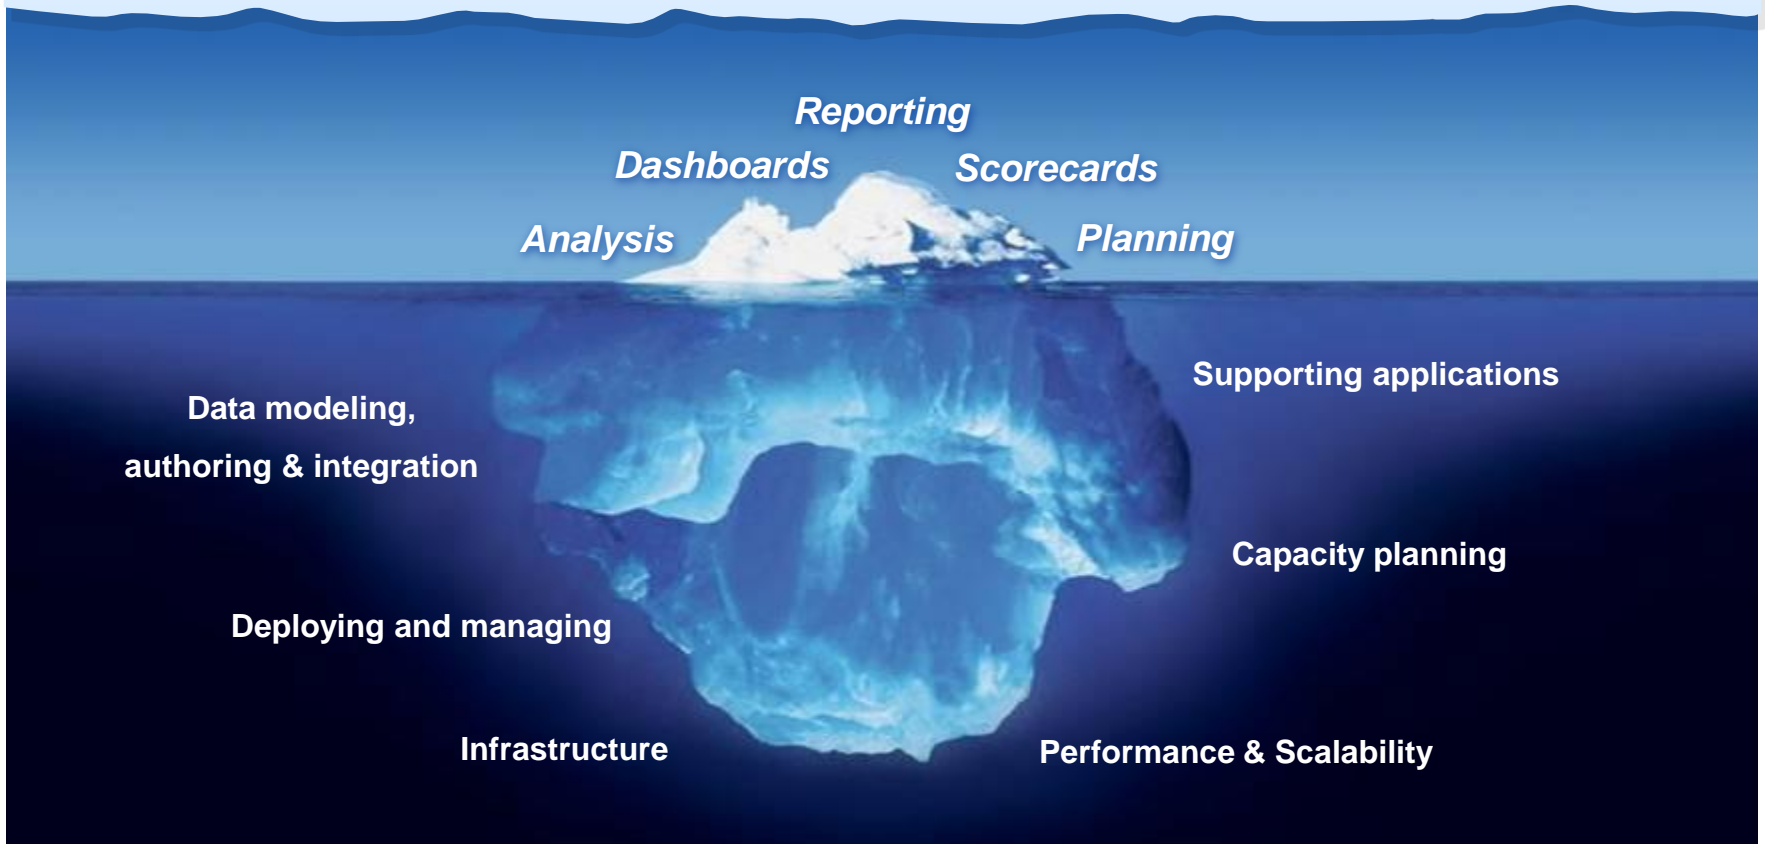 Reporting
Dashboards
Scorecards
Analysis
Planning
Supporting applications
Data modeling,
authoring & integration
Capacity planning
Deploying and managing
Infrastructure
Performance & Scalability